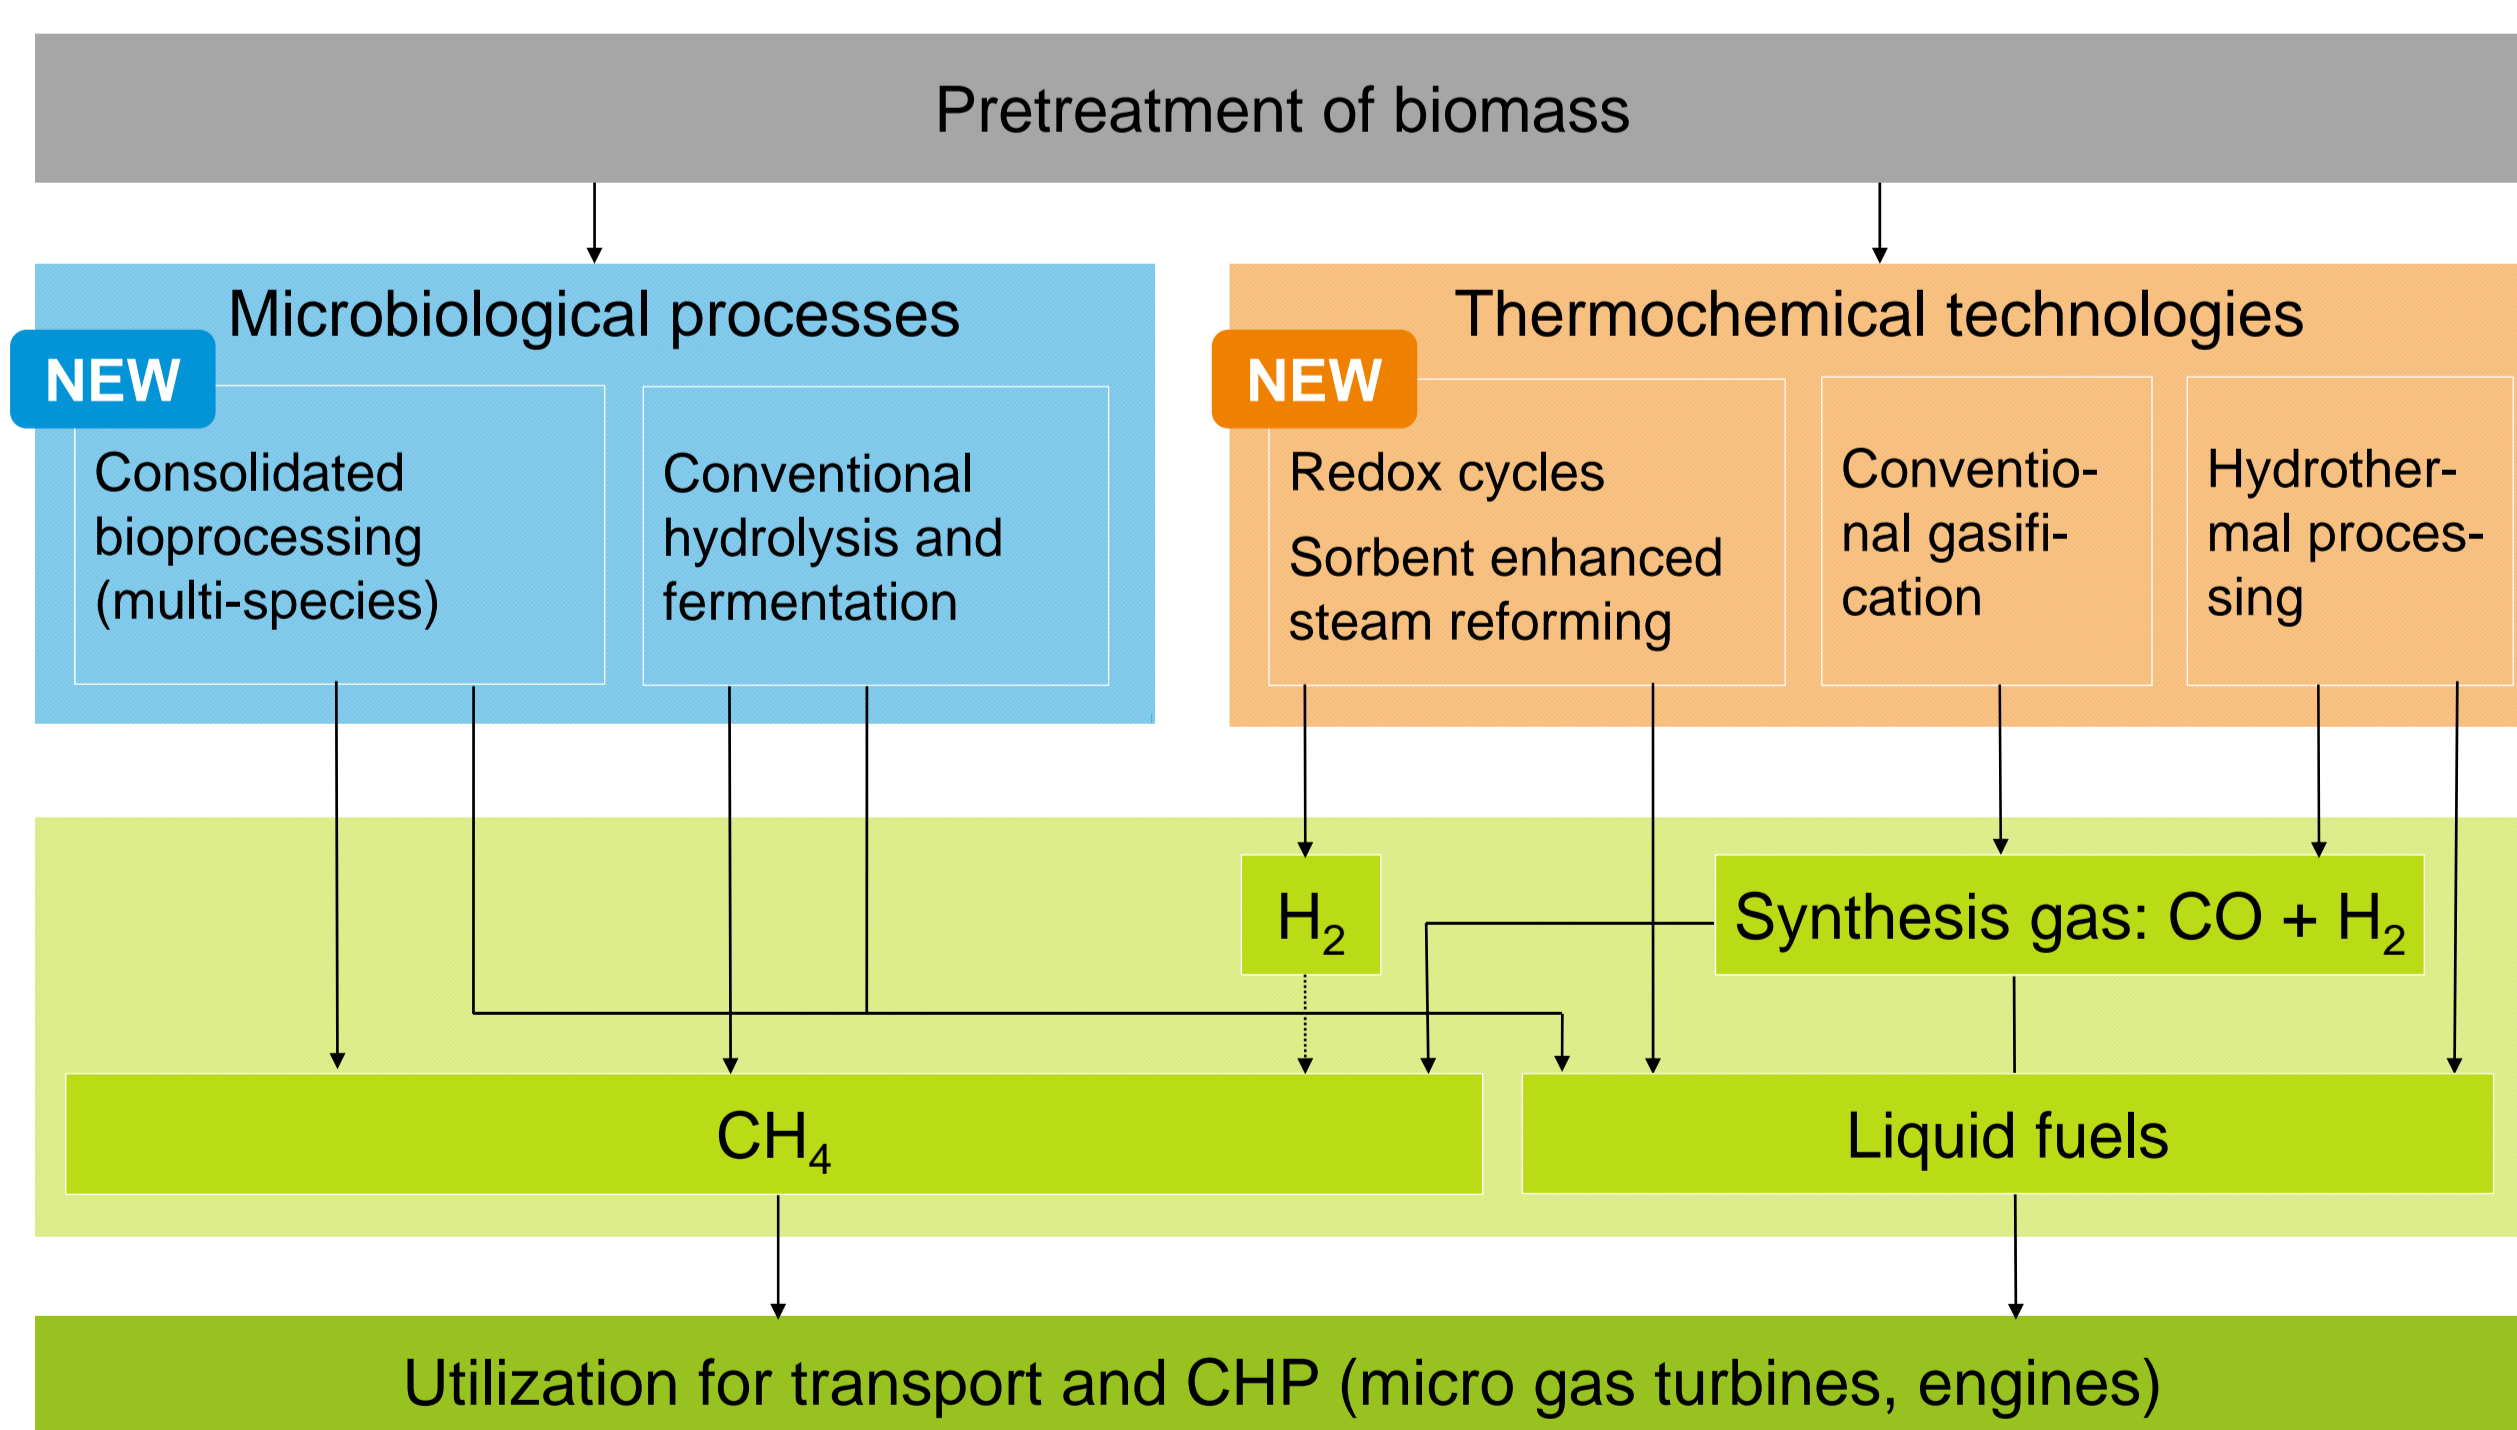 Pretreatment of biomass
Microbiological processes
NEW
Consolidated
bioprocessing
(multi-species)
Conventional
hydrolysis and
fermentation
Thermochemical technologies
NEW
Redox cycles
Sorbent enhanced
steam reforming
Conventio-
nal gasifi-
cation
Hydrother-
mal proces-
sing
H₂
Synthesis gas: CO + H₂
CH₄
Liquid fuels
Utilization for transport and CHP (micro gas turbines, engines)